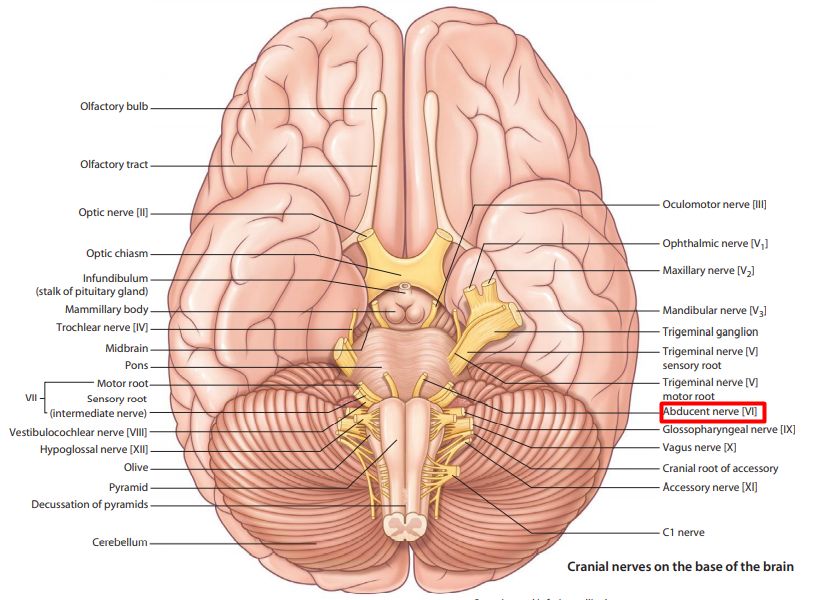 Olfactory bulb
Olfactory tract
Optic nerve [II]
Optic chiasm
Infundibulum
(stalk of pituitary gland)
Mammillary body
Trochlear nerve [IV]
Midbrain
Pons
Motor root
VII
Sensory root
(intermediate nerve)
Vestibulocochlear nerve [VIII]
Hypoglossal nerve [XII]
Olive
Pyramid
Decussation of pyramids
Cerebellum
Oculomotor nerve [III]
Ophthalmic nerve [V₁]
Maxillary nerve [V₂]
Mandibular nerve [V₃]
Trigeminal ganglion
Trigeminal nerve [V]
sensory root
Trigeminal nerve [V]
motor root
Abducent nerve [VI]
Glossopharyngeal nerve [IX]
Vagus nerve [X]
Cranial root of accessory
Accessory nerve [XI]
C1 nerve
Cranial nerves on the base of the brain